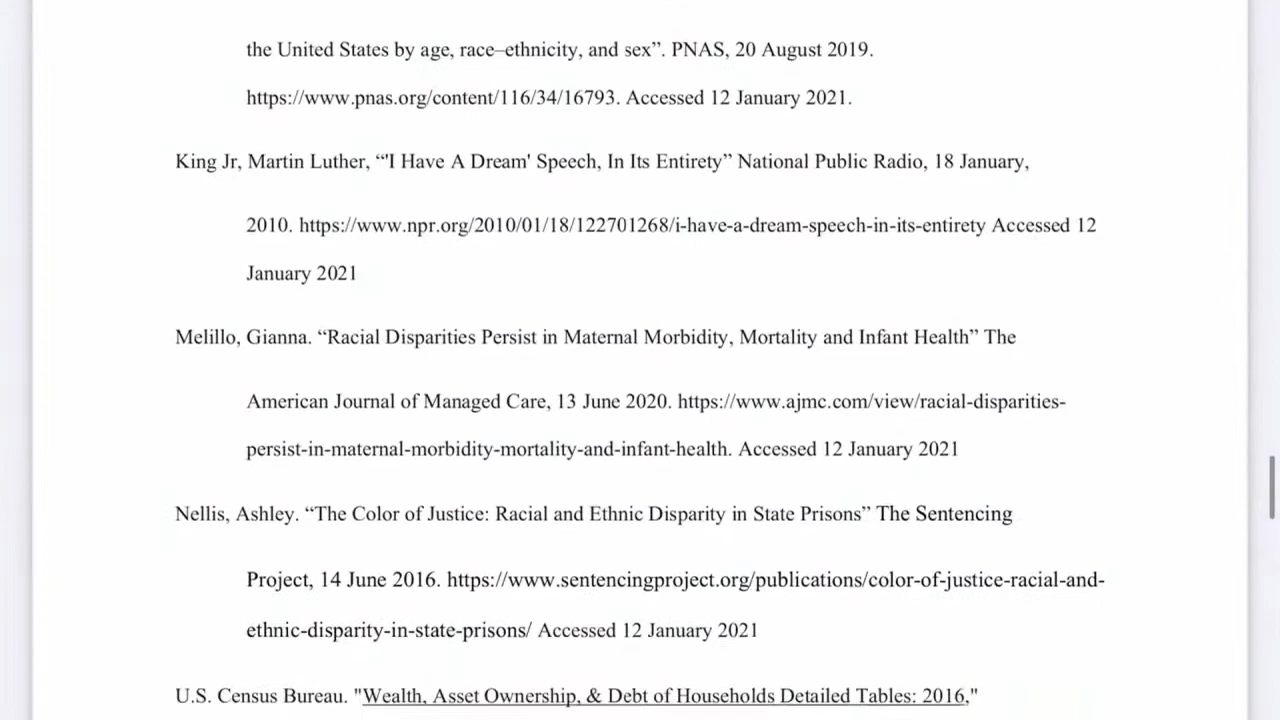 the United States by age, race–ethnicity, and sex”. PNAS, 20 August 2019.
https://www.pnas.org/content/116/34/16793. Accessed 12 January 2021.
King Jr, Martin Luther, “'I Have A Dream' Speech, In Its Entirety” National Public Radio, 18 January,
2010. https://www.npr.org/2010/01/18/122701268/i-have-a-dream-speech-in-its-entirety Accessed 12
January 2021
Melillo, Gianna. “Racial Disparities Persist in Maternal Morbidity, Mortality and Infant Health” The
American Journal of Managed Care, 13 June 2020. https://www.ajmc.com/view/racial-disparities-
persist-in-maternal-morbidity-mortality-and-infant-health. Accessed 12 January 2021
Nellis, Ashley. “The Color of Justice: Racial and Ethnic Disparity in State Prisons” The Sentencing
Project, 14 June 2016. https://www.sentencingproject.org/publications/color-of-justice-racial-and-
ethnic-disparity-in-state-prisons/ Accessed 12 January 2021
U.S. Census Bureau. "Wealth, Asset Ownership, & Debt of Households Detailed Tables: 2016,"